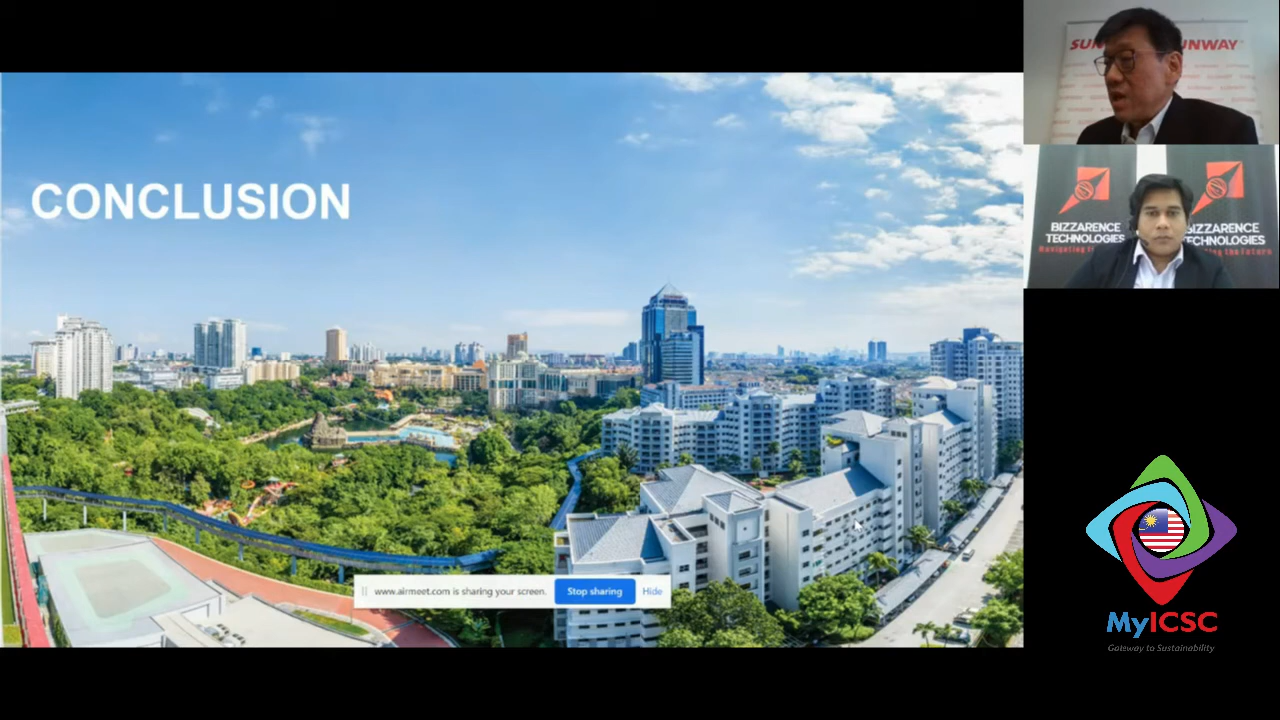 CONCLUSION
www.airmeet.com is sharing your screen.
Stop sharing
Hide
SUNWAY
BIZZARENCE
TECHNOLOGIES
BIZZARENCE
TECHNOLOGIES
MyICSC
Gateway to Sustainability